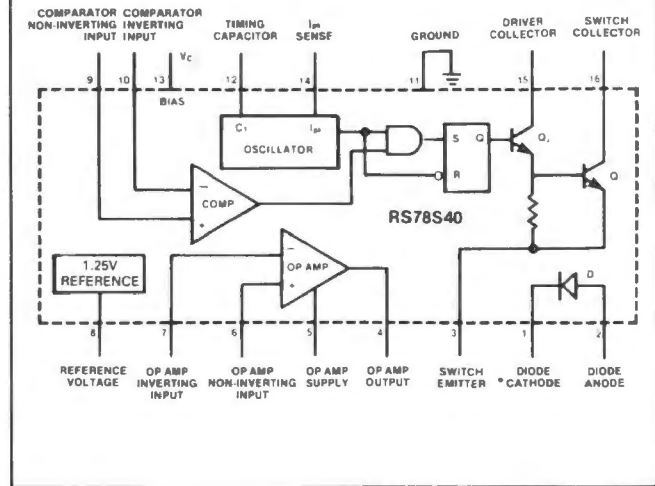 COMPARATOR COMPARATOR
NON-INVERTING INVERTING
INPUT INPUT
VC
TIMING
CAPACITOR
Ipk
SENSE
GROUND
DRIVER
COLLECTOR
SWITCH
COLLECTOR
9 10 13 12 14 11 15 16
BIAS
CT Ipk
OSCILLATOR
S Q
R
Q
− COMP +
RS78S40
1.25V
REFERENCE
− OP AMP +
D
8 7 6 5 4 3 1 2
REFERENCE
VOLTAGE
OP AMP
INVERTING
INPUT
OP AMP
NON-INVERTING
INPUT
OP AMP
SUPPLY
OP AMP
OUTPUT
SWITCH
EMITTER
DIODE
CATHODE
DIODE
ANODE